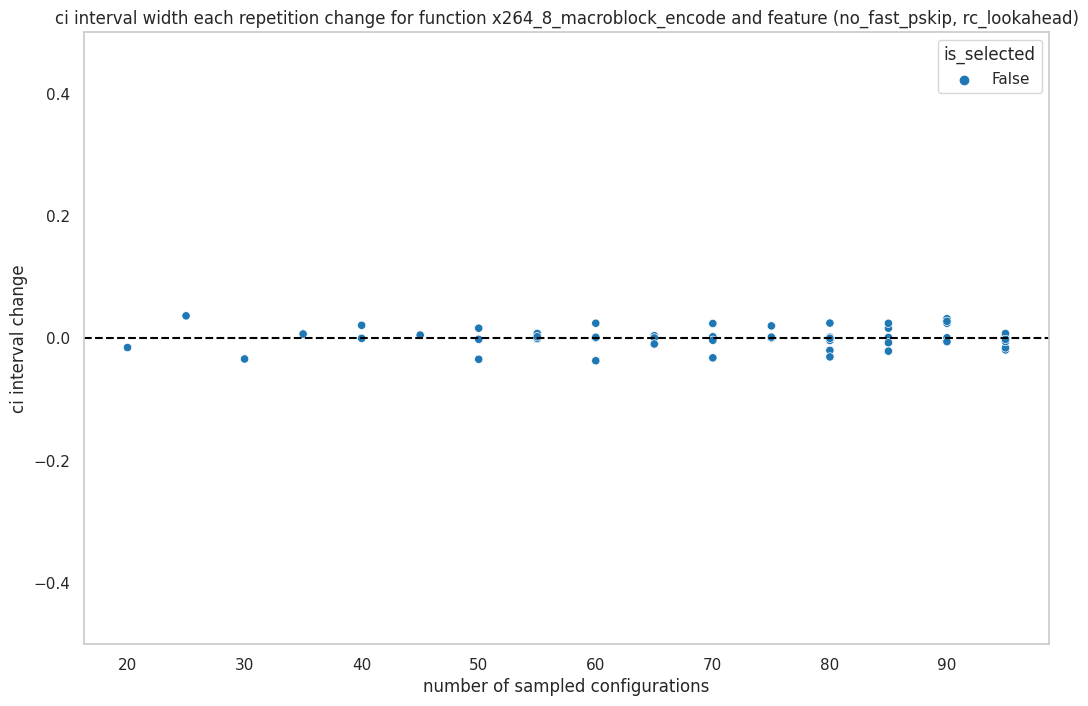 ci interval width each repetition change for function x264_8_macroblock_encode and feature (no_fast_pskip, rc_lookahead)
is_selected
False
0.4
0.2
0.0
−0.2
−0.4
ci interval change
20 30 40 50 60 70 80 90
number of sampled configurations